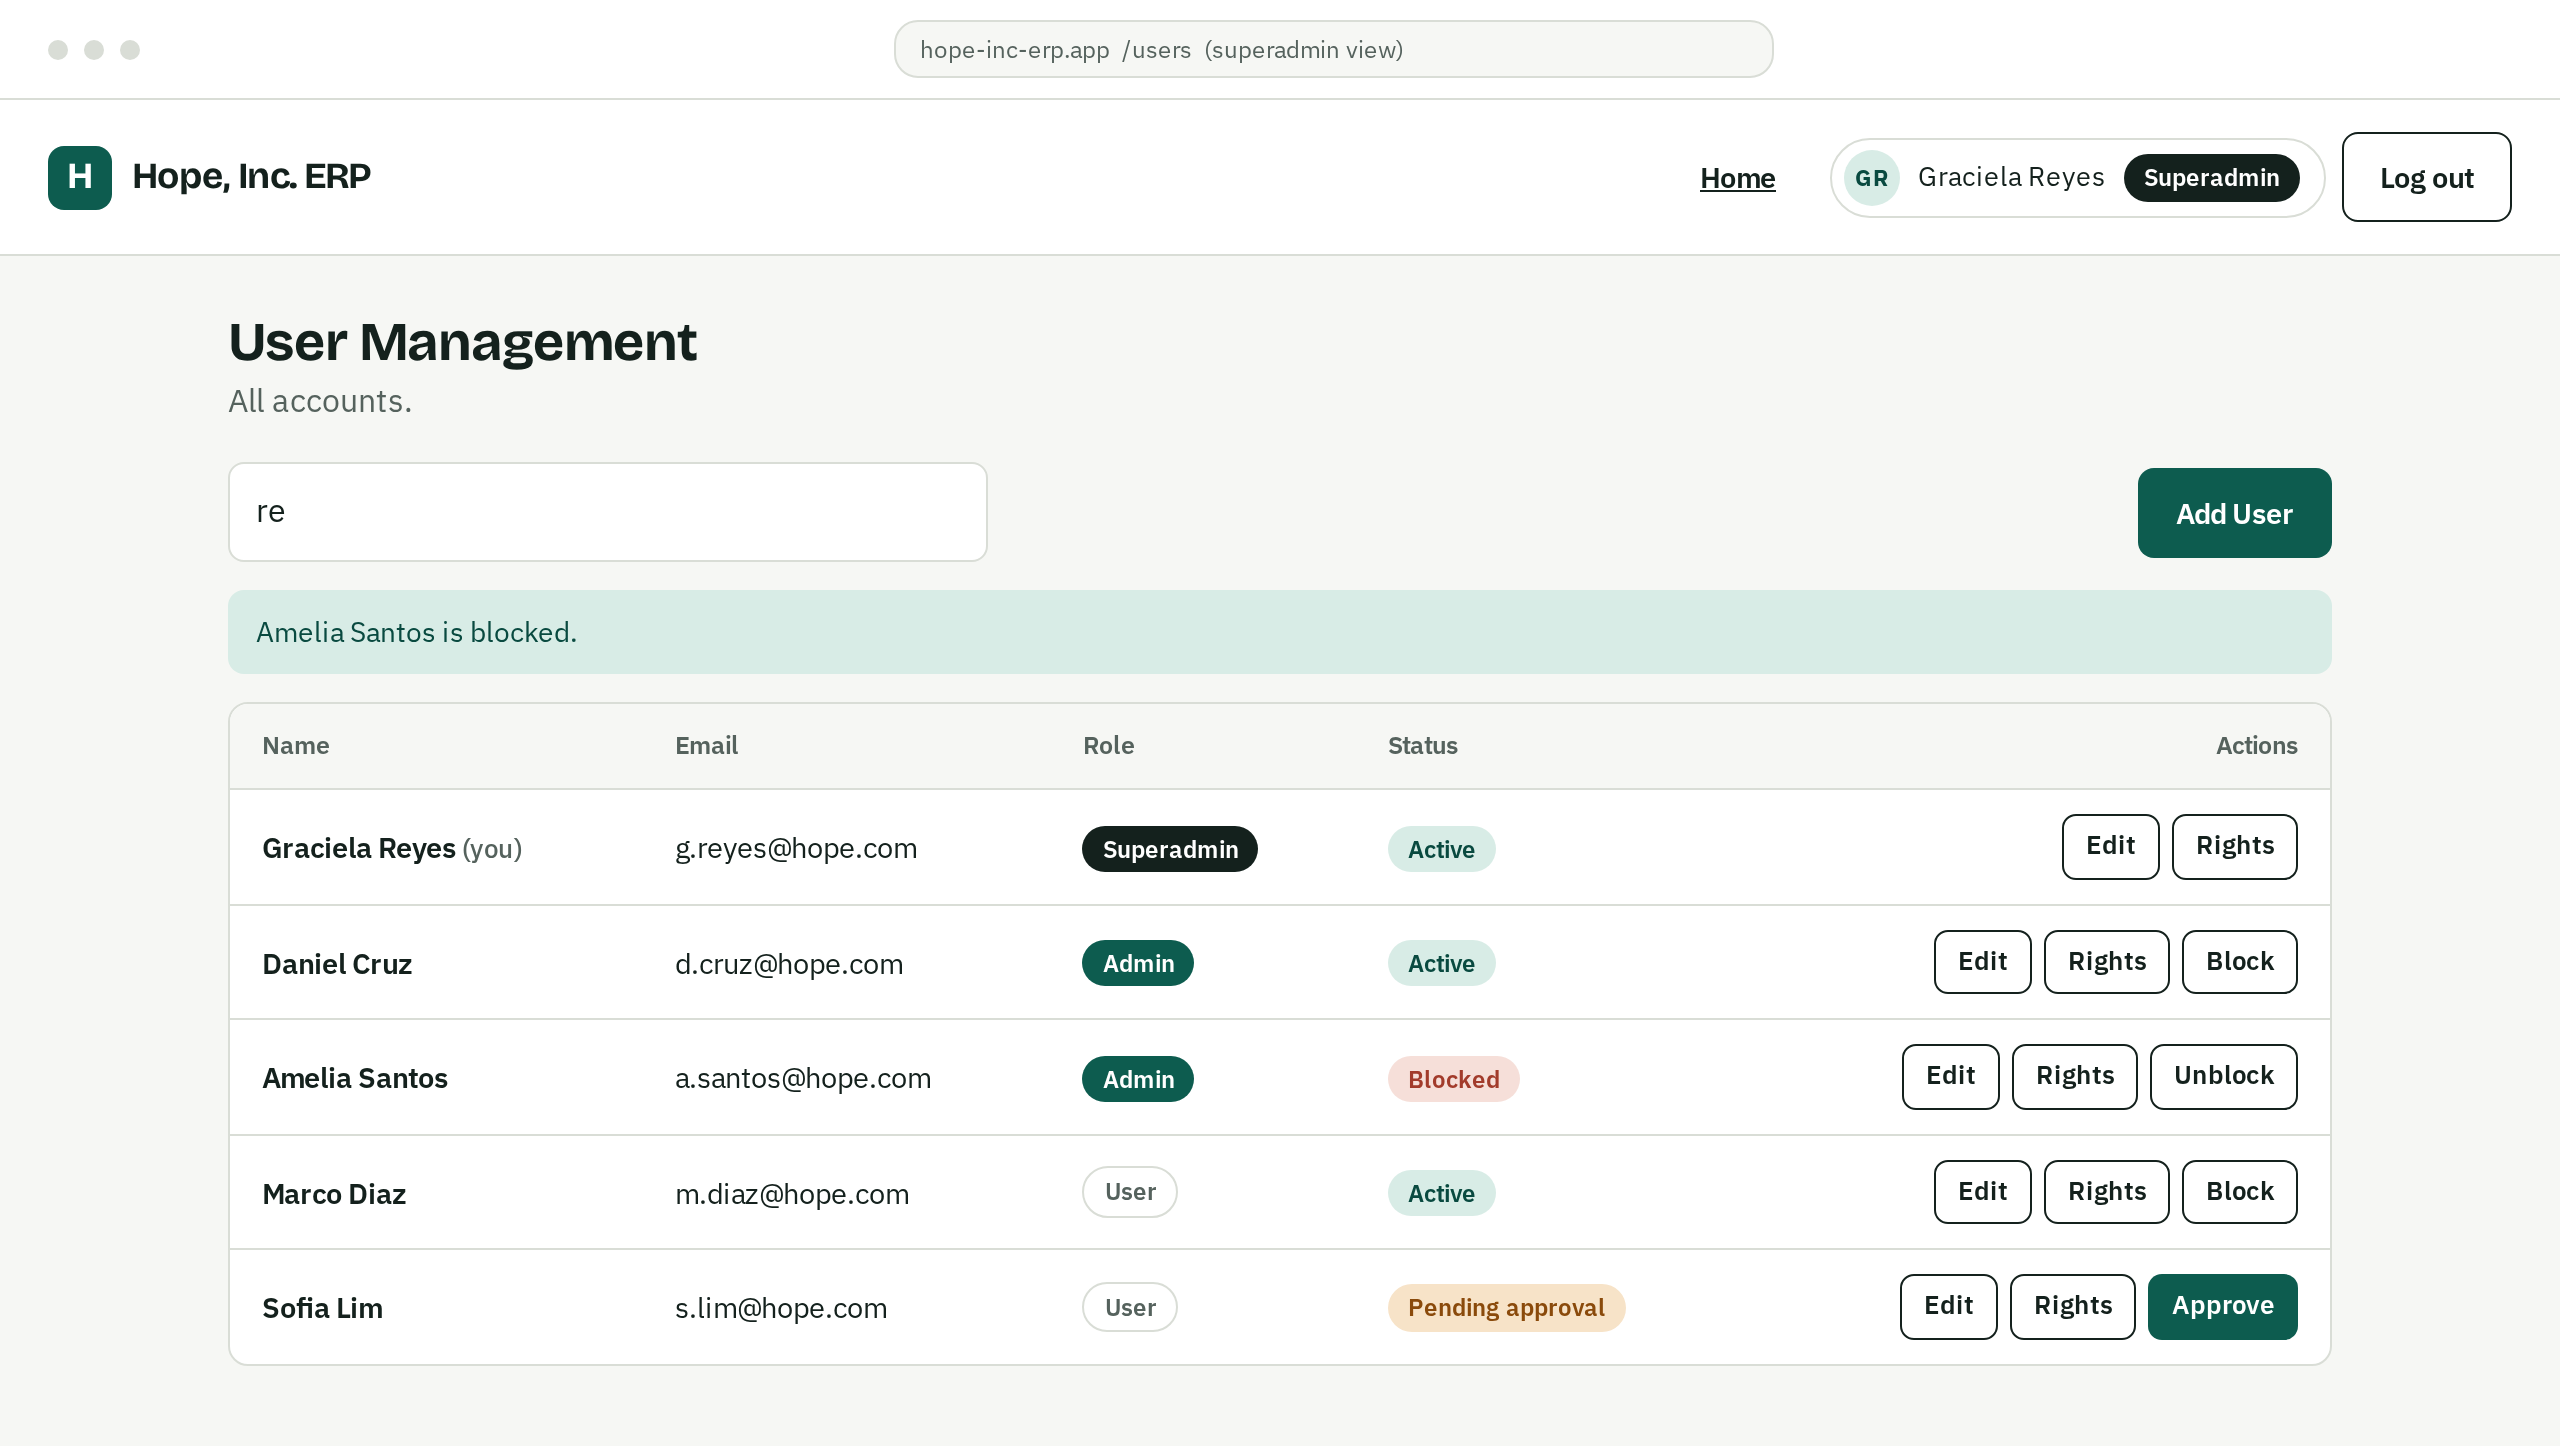 hope-inc-erp.app /users (superadmin view)
H Hope, Inc. ERP Home GR Graciela Reyes Superadmin Log out
User Management
All accounts.
re Add User
Amelia Santos is blocked.
Name Email Role Status Actions
Graciela Reyes (you) g.reyes@hope.com Superadmin Active Edit Rights
Daniel Cruz d.cruz@hope.com Admin Active Edit Rights Block
Amelia Santos a.santos@hope.com Admin Blocked Edit Rights Unblock
Marco Diaz m.diaz@hope.com User Active Edit Rights Block
Sofia Lim s.lim@hope.com User Pending approval Edit Rights Approve